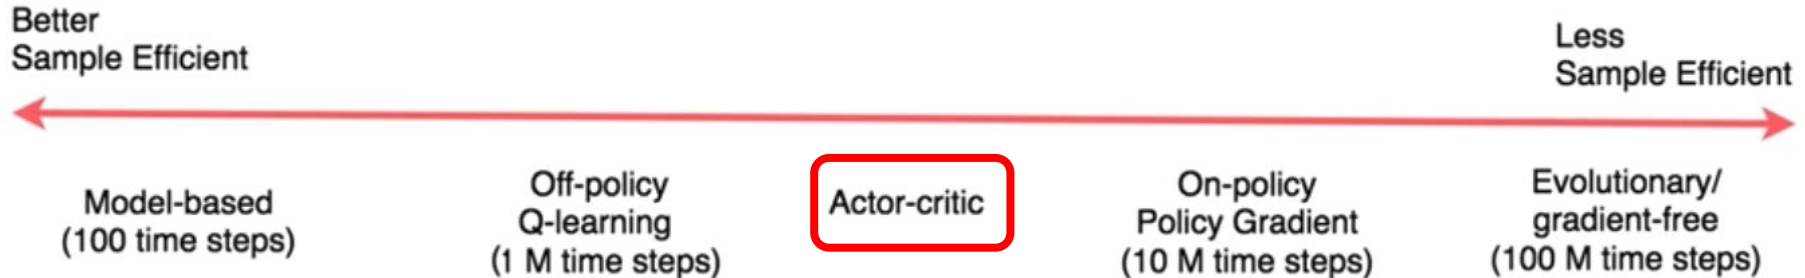 Better
Sample Efficient
Less
Sample Efficient
Model-based
(100 time steps)
Off-policy
Q-learning
(1 M time steps)
Actor-critic
On-policy
Policy Gradient
(10 M time steps)
Evolutionary/
gradient-free
(100 M time steps)